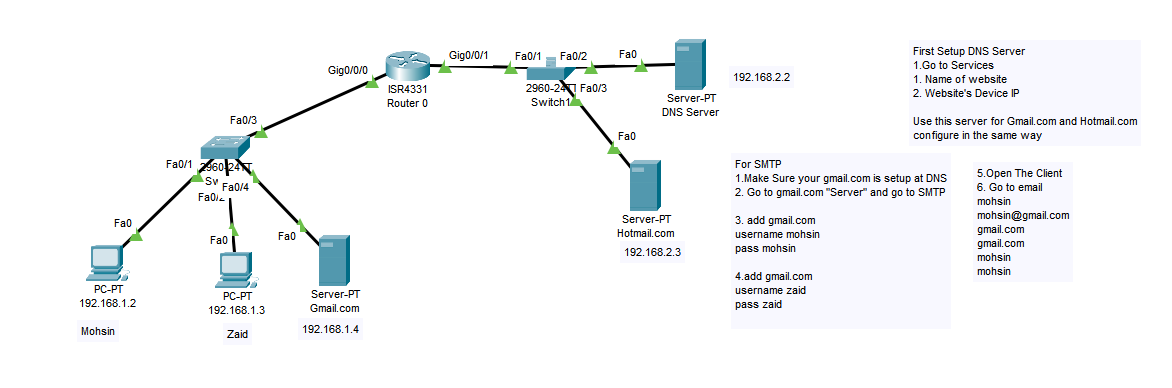 Gig0/0/0
ISR4331
Router 0
Gig0/0/1
Fa0/1
Fa0/2
2960-24TT
Switch1
Fa0/3
Fa0
Server-PT
DNS Server
192.168.2.2
Fa0
Server-PT
Hotmail.com
192.168.2.3
Fa0/3
Fa0/1
2960-24TT
Fa0/4
Fa0/2
Fa0
PC-PT
192.168.1.2
Mohsin
Fa0
PC-PT
192.168.1.3
Zaid
Fa0
Server-PT
Gmail.com
192.168.1.4
First Setup DNS Server
1.Go to Services
1. Name of website
2. Website's Device IP
Use this server for Gmail.com and Hotmail.com
configure in the same way
For SMTP
1.Make Sure your gmail.com is setup at DNS
2. Go to gmail.com "Server" and go to SMTP
3. add gmail.com
username mohsin
pass mohsin
4.add gmail.com
username zaid
pass zaid
5.Open The Client
6. Go to email
mohsin
mohsin@gmail.com
gmail.com
gmail.com
mohsin
mohsin